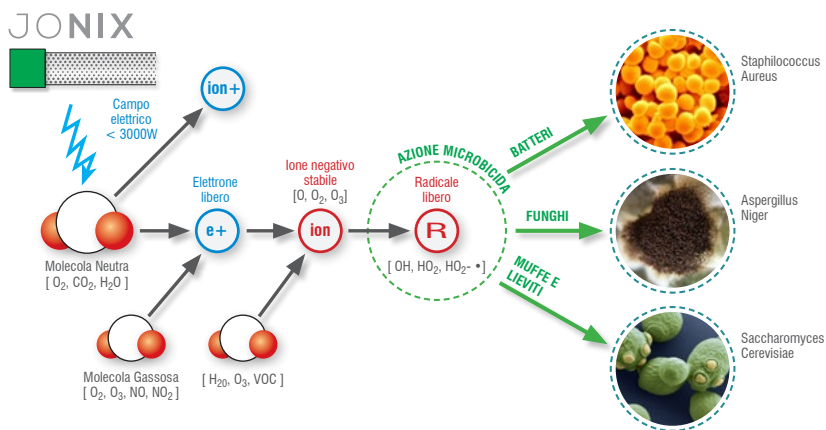 JONIX
Campo
elettrico
< 3000W
ion+
Molecola Neutra
[ O₂, CO₂, H₂O ]
Elettrone
libero
e+
Molecola Gassosa
[ O₂, O₃, NO, NO₂ ]
Ione negativo
stabile
[O, O₂, O₃]
ion
[ H₂₀, O₃, VOC ]
AZIONE MICROBICIDA
Radicale
libero
R
[ OH, HO₂, HO₂- •]
BATTERI
FUNGHI
MUFFE E
LIEVITI
Staphilococcus
Aureus
Aspergillus
Niger
Saccharomyces
Cerevisiae